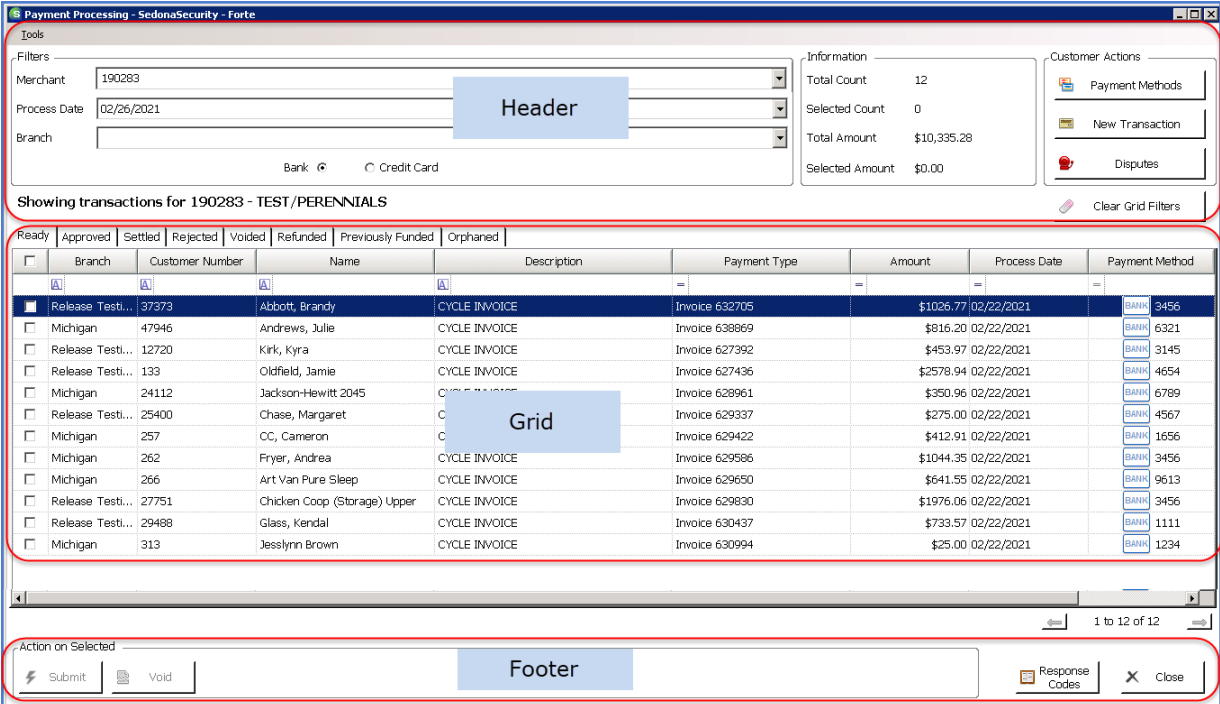 Payment Processing - SedonaSecurity - Forte
Tools
Filters
Merchant 190283
Process Date 02/26/2021
Branch
Bank Credit Card
Header
Information
Total Count 12
Selected Count 0
Total Amount $10,335.28
Selected Amount $0.00
Customer Actions
Payment Methods
New Transaction
Disputes
Clear Grid Filters
Showing transactions for 190283 - TEST/PERENNIALS
Ready Approved Settled Rejected Voided Refunded Previously Funded Orphaned
Branch Customer Number Name Description Payment Type Amount Process Date Payment Method
A A A A = = = =
Release Testi... 37373 Abbott, Brandy CYCLE INVOICE Invoice 632705 $1026.77 02/22/2021 BANK 3456
Michigan 47946 Andrews, Julie CYCLE INVOICE Invoice 638869 $816.20 02/22/2021 BANK 6321
Release Testi... 12720 Kirk, Kyra CYCLE INVOICE Invoice 627392 $453.97 02/22/2021 BANK 3145
Release Testi... 133 Oldfield, Jamie CYCLE INVOICE Invoice 627436 $2578.94 02/22/2021 BANK 4654
Michigan 24112 Jackson-Hewitt 2045 Invoice 628961 $350.96 02/22/2021 BANK 6789
Release Testi... 25400 Chase, Margaret Invoice 629337 $275.00 02/22/2021 BANK 4567
Grid
Michigan 257 CC, Cameron Invoice 629422 $412.91 02/22/2021 BANK 1656
Michigan 262 Fryer, Andrea CYCLE INVOICE Invoice 629586 $1044.35 02/22/2021 BANK 3456
Michigan 266 Art Van Pure Sleep CYCLE INVOICE Invoice 629650 $641.55 02/22/2021 BANK 9613
Release Testi... 27751 Chicken Coop (Storage) Upper CYCLE INVOICE Invoice 629830 $1976.06 02/22/2021 BANK 3456
Release Testi... 29488 Glass, Kendal CYCLE INVOICE Invoice 630437 $733.57 02/22/2021 BANK 1111
Michigan 313 Jesslynn Brown CYCLE INVOICE Invoice 630994 $25.00 02/22/2021 BANK 1234
1 to 12 of 12
Action on Selected
Submit Void
Footer
Response
Codes
Close